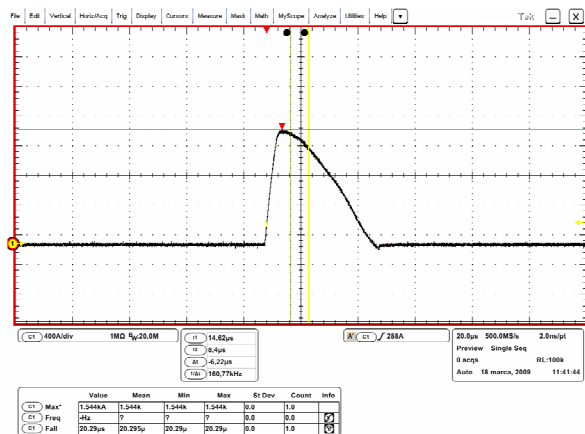 File Edit Vertical Horiz/Acq Trig Display Cursors Measure Mask Math MyScope Analyze Utilities Help Tek X
1
C1 400A/div 1MΩ BW:20,0M
t1 14,62µs
t2 8,4µs
Δt -6,22µs
1/Δt 160,77kHz
A' C1 288A
20.0µs 500.0MS/s 2.0ns/pt
Preview Single Seq
0 acqs RL:100k
Auto 18 marca, 2009 11:41:44
Value Mean Min Max St Dev Count Info
C1 Max* 1.544kA 1.544k 1.544k 1.544k 0.0 1.0
C1 Freq -Hz ? ? ? 0.0 0.0
C1 Fall 20.29µs 20.295µ 20.29µ 20.29µ 0.0 1.0